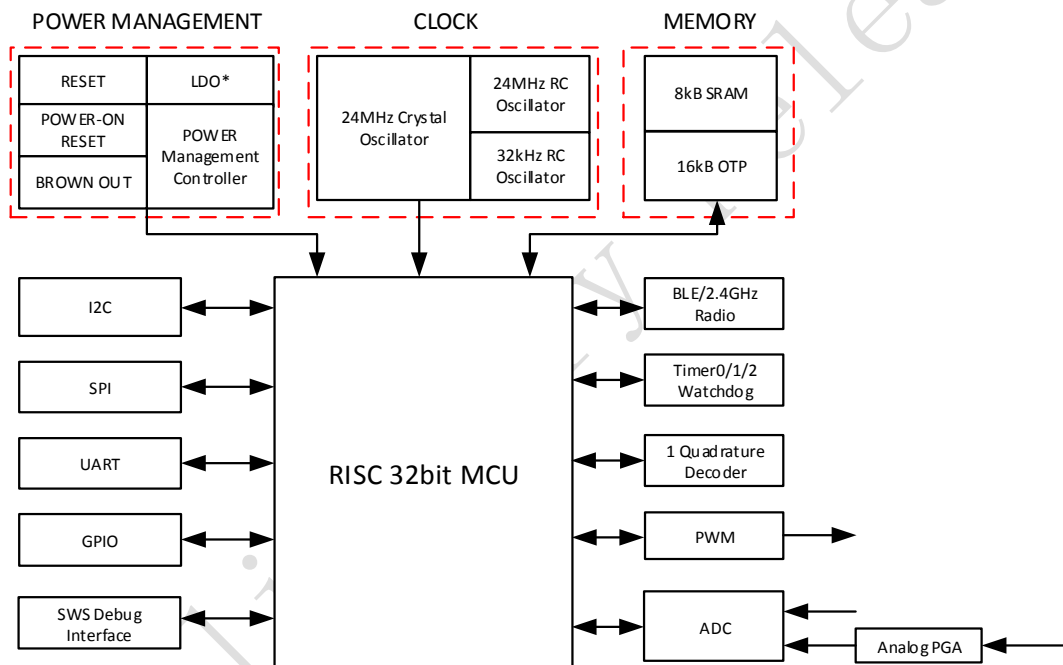 POWER MANAGEMENT
CLOCK
MEMORY
RESET
LDO*
POWER-ON
RESET
POWER
Management
Controller
BROWN OUT
24MHz Crystal
Oscillator
24MHz RC
Oscillator
32kHz RC
Oscillator
8kB SRAM
16kB OTP
I2C
SPI
UART
GPIO
SWS Debug
Interface
RISC 32bit MCU
BLE/2.4GHz
Radio
Timer0/1/2
Watchdog
1 Quadrature
Decoder
PWM
ADC
Analog PGA